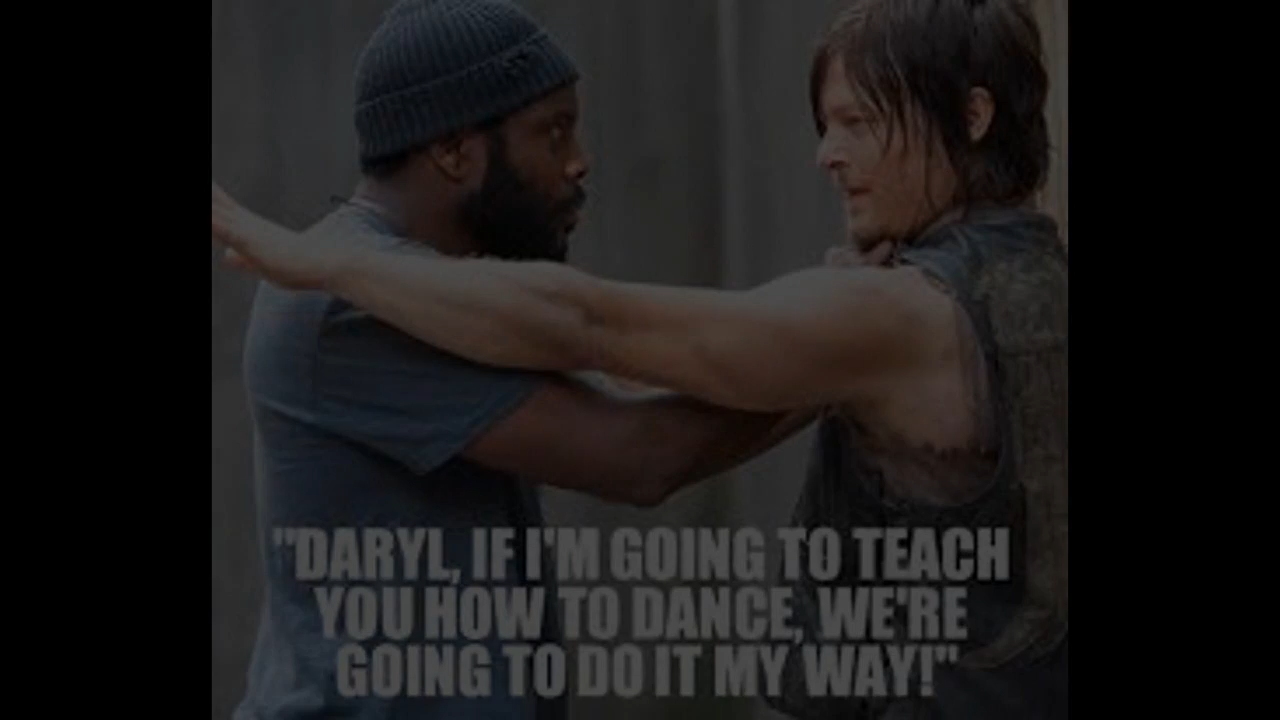 "DARYL, IF I'M GOING TO TEACH
YOU HOW TO DANCE, WE'RE
GOING TO DO IT MY WAY!"